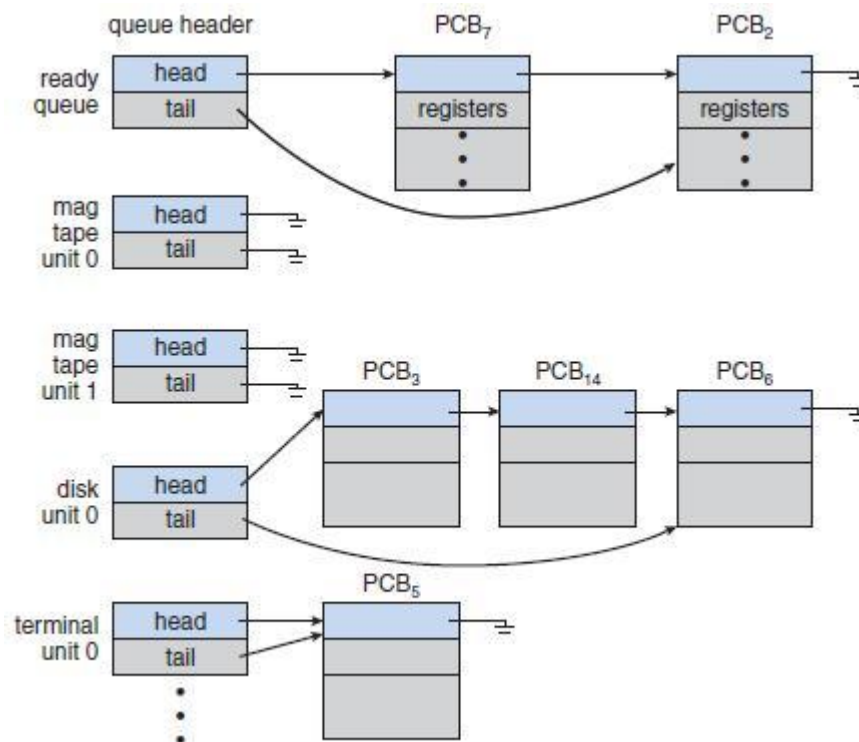 queue header
PCB₇
PCB₂
ready
queue
head
tail
registers
registers
mag
tape
unit 0
head
tail
mag
tape
unit 1
head
tail
PCB₃
PCB₁₄
PCB₆
disk
unit 0
head
tail
PCB₅
terminal
unit 0
head
tail